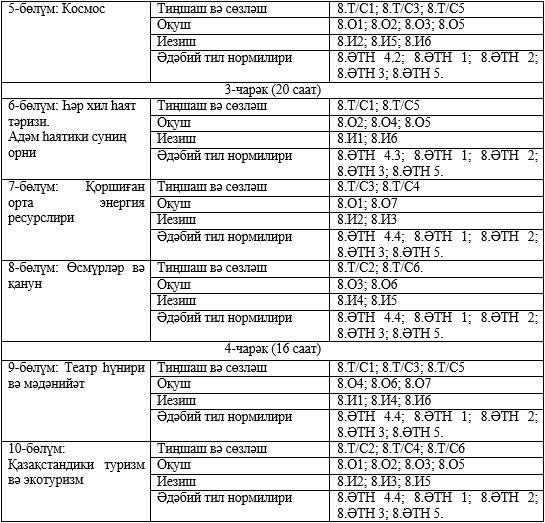 5-бөлүм: Космос
Тиңшаш вә сөзләш
8.Т/С1; 8.Т/С3; 8.Т/С5
Оқуш
8.О1; 8.О2; 8.О3; 8.О5
Иезиш
8.И2; 8.И5; 8.И6
Әдәбий тил нормилири
8.ӘТН 4.2; 8.ӘТН 1; 8.ӘТН 2;
8.ӘТН 3; 8.ӘТН 5.
3-чарәк (20 саат)
6-бөлүм: Һәр хил һаят
тәризи.
Адәм һаятики суниң
орни
Тиңшаш вә сөзләш
8.Т/С1; 8.Т/С5
Оқуш
8.О2; 8.О4; 8.О5
Иезиш
8.И1; 8.И6
Әдәбий тил нормилири
8.ӘТН 4.3; 8.ӘТН 1; 8.ӘТН 2;
8.ӘТН 3; 8.ӘТН 5.
7-бөлүм: Қоршиған
орта энергия
ресурслири
Тиңшаш вә сөзләш
8.Т/С3; 8.Т/С4
Оқуш
8.О1; 8.О7
Иезиш
8.И2; 8.И3
Әдәбий тил нормилири
8.ӘТН 4.4; 8.ӘТН 1; 8.ӘТН 2;
8.ӘТН 3; 8.ӘТН 5.
8-бөлүм: Өсмүрләр вә
қанун
Тиңшаш вә сөзләш
8.Т/С2; 8.Т/С6.
Оқуш
8.О3; 8.О6
Иезиш
8.И4; 8.И5
Әдәбий тил нормилири
8.ӘТН 4.4; 8.ӘТН 1; 8.ӘТН 2;
8.ӘТН 3; 8.ӘТН 5.
4-чарәк (16 саат)
9-бөлүм: Театр һүнири
вә мәдәнийәт
Тиңшаш вә сөзләш
8.Т/С1; 8.Т/С3; 8.Т/С5
Оқуш
8.О4; 8.О6; 8.О7
Иезиш
8.И1; 8.И4; 8.И6
Әдәбий тил нормилири
8.ӘТН 4.4; 8.ӘТН 1; 8.ӘТН 2;
8.ӘТН 3; 8.ӘТН 5.
10-бөлүм:
Қазақстандики туризм
вә экотуризм
Тиңшаш вә сөзләш
8.Т/С2; 8.Т/С4; 8.Т/С6
Оқуш
8.О1; 8.О2; 8.О3; 8.О5
Иезиш
8.И2; 8.И3; 8.И5
Әдәбий тил нормилири
8.ӘТН 4.4; 8.ӘТН 1; 8.ӘТН 2;
8.ӘТН 3; 8.ӘТН 5.